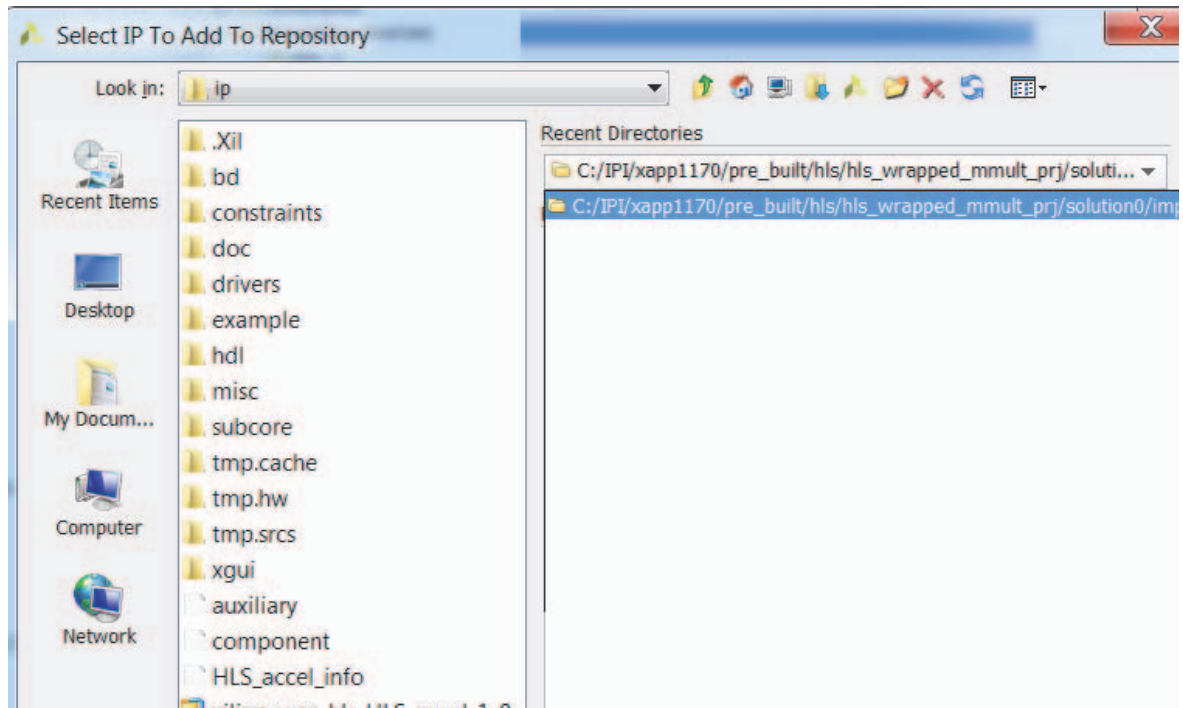 Select IP To Add To Repository
Look in:
ip
Recent Items
Desktop
My Docum...
Computer
Network
.Xil
bd
constraints
doc
drivers
example
hdl
misc
subcore
tmp.cache
tmp.hw
tmp.srcs
xgui
auxiliary
component
HLS_accel_info
Recent Directories
C:/IPI/xapp1170/pre_built/hls/hls_wrapped_mmult_prj/soluti...
C:/IPI/xapp1170/pre_built/hls/hls_wrapped_mmult_prj/solution0/imp